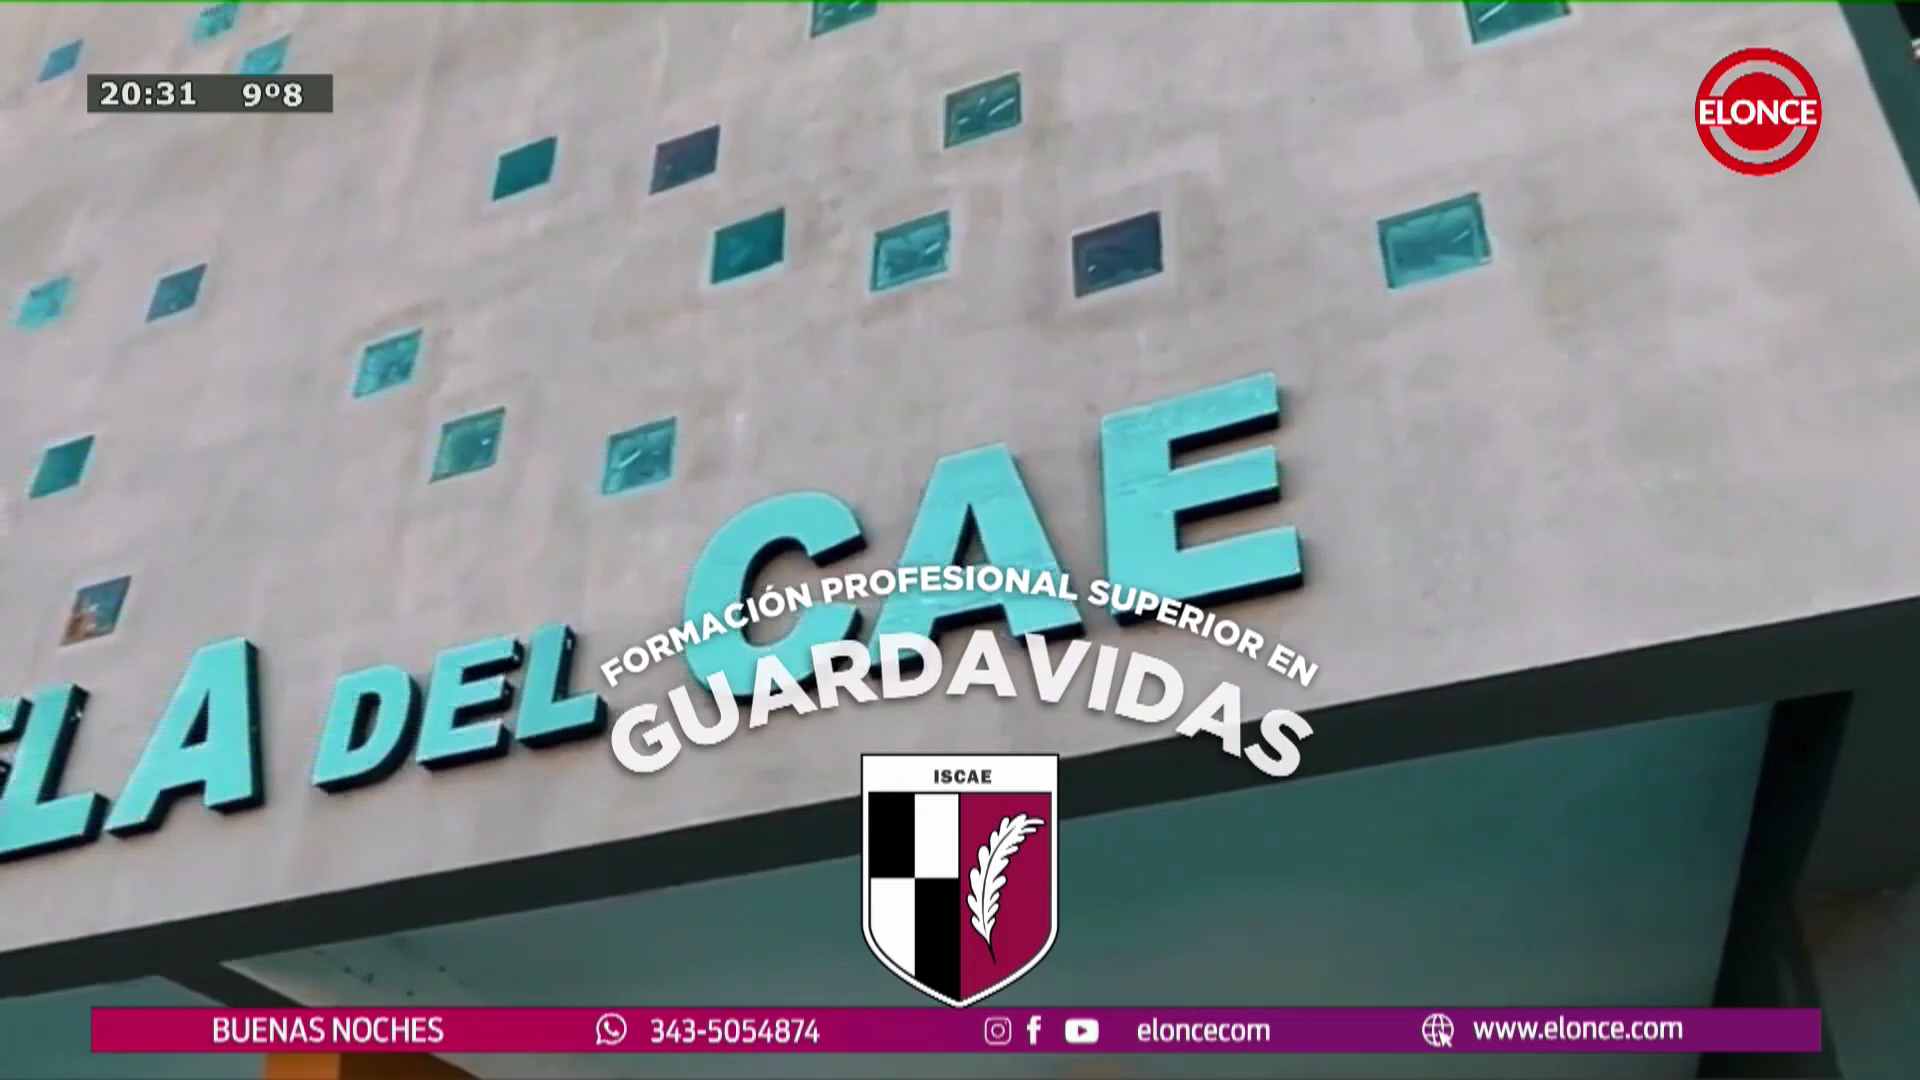 20:31 9º8
ELONCE
LA DEL CAE
FORMACIÓN PROFESIONAL SUPERIOR EN
GUARDAVIDAS
ISCAE
BUENAS NOCHES 343-5054874 eloncecom www.elonce.com